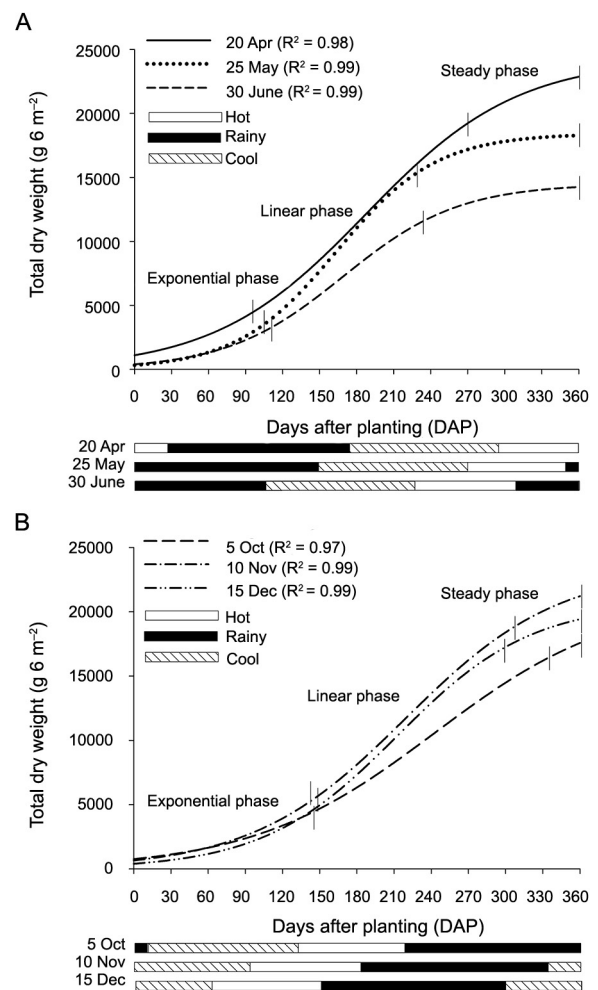 A
25000
20 Apr (R² = 0.98)
25 May (R² = 0.99)
30 June (R² = 0.99)
Hot
Rainy
Cool
Steady phase
20000
15000
Linear phase
10000
Exponential phase
5000
0
Total dry weight (g 6 m⁻²)
0 30 60 90 120 150 180 210 240 270 300 330 360
Days after planting (DAP)
20 Apr
25 May
30 June
B
25000
5 Oct (R² = 0.97)
10 Nov (R² = 0.99)
15 Dec (R² = 0.99)
Hot
Rainy
Cool
Steady phase
20000
15000
Linear phase
10000
Exponential phase
5000
0
Total dry weight (g 6 m⁻²)
0 30 60 90 120 150 180 210 240 270 300 330 360
Days after planting (DAP)
5 Oct
10 Nov
15 Dec